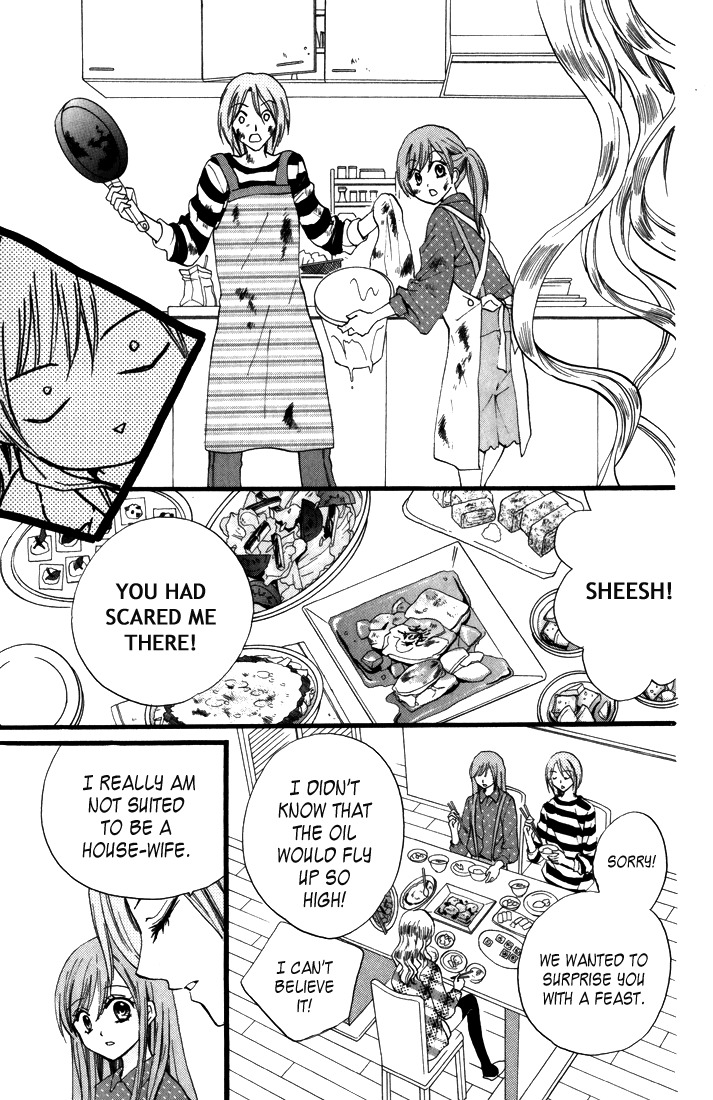 SHEESH!
YOU HAD
SCARED ME
THERE!
SORRY!
WE WANTED TO
SURPRISE YOU
WITH A FEAST.
I DIDN'T
KNOW THAT
THE OIL
WOULD FLY
UP SO
HIGH!
I CAN'T
BELIEVE
IT!
I REALLY AM
NOT SUITED
TO BE A
HOUSE-WIFE.